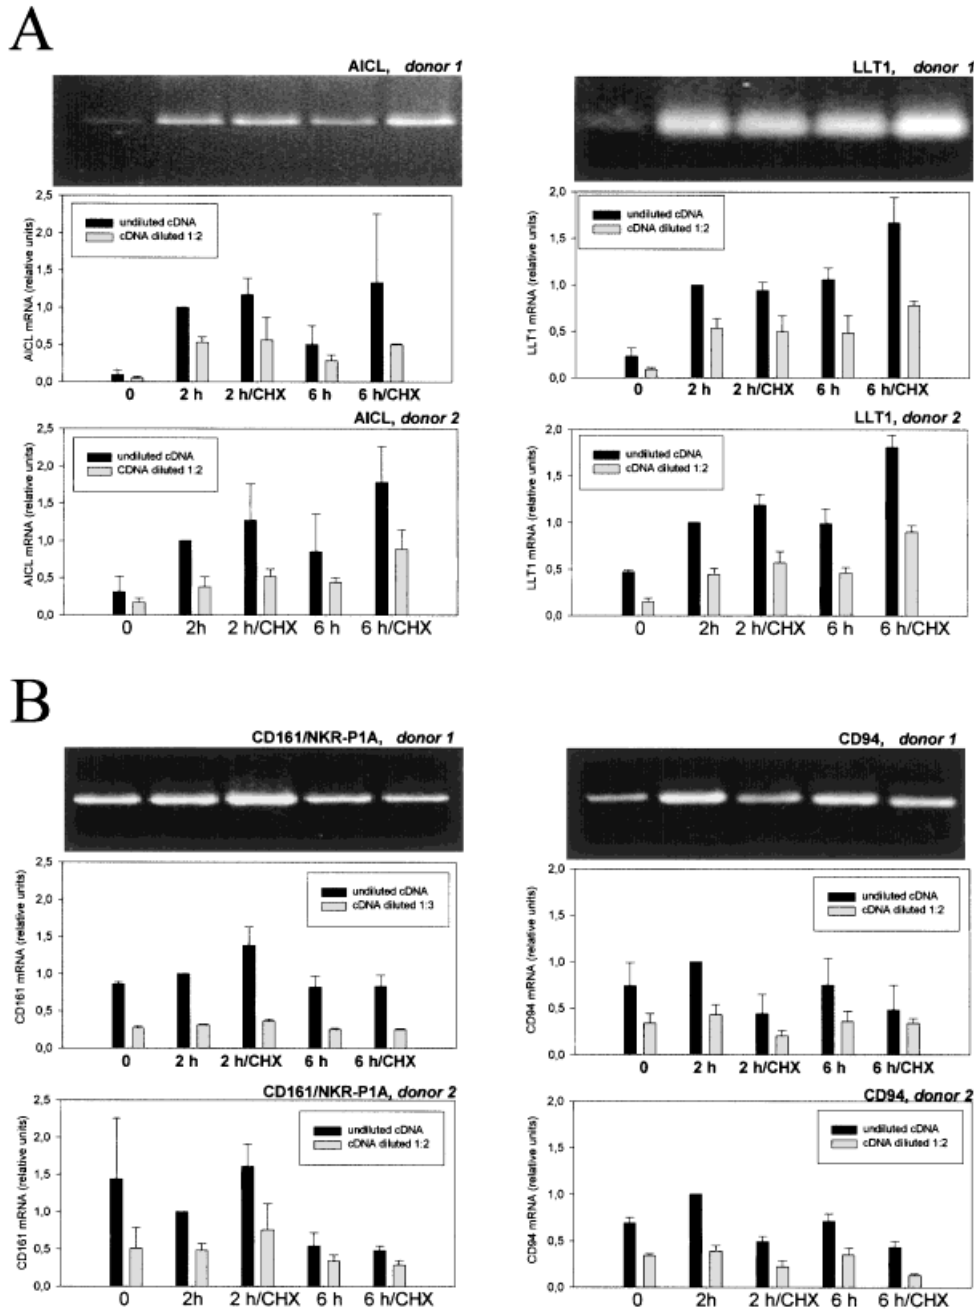 A
AICL, donor 1
2,5
2,0
1,5
1,0
0,5
0,0
AICL mRNA (relative units)
undiluted cDNA
cDNA diluted 1:2
0 2 h 2 h/CHX 6 h 6 h/CHX
LLT1, donor 1
2,0
1,5
1,0
0,5
0,0
LLT1 mRNA (relative units)
undiluted cDNA
cDNA diluted 1:2
0 2 h 2 h/CHX 6 h 6 h/CHX
AICL, donor 2
2,5
2,0
1,5
1,0
0,5
0,0
AICL mRNA (relative units)
undiluted cDNA
CDNA diluted 1:2
0 2h 2 h/CHX 6 h 6 h/CHX
LLT1, donor 2
2,0
1,5
1,0
0,5
0,0
LLT1 mRNA (relative units)
undiluted cDNA
cDNA diluted 1:2
0 2h 2 h/CHX 6 h 6 h/CHX
B
CD161/NKR-P1A, donor 1
2,5
2,0
1,5
1,0
0,5
0,0
CD161 mRNA (relative units)
undiluted cDNA
cDNA diluted 1:3
0 2 h 2 h/CHX 6 h 6 h/CHX
CD94, donor 1
2,0
1,5
1,0
0,5
0,0
CD94 mRNA (relative units)
undiluted cDNA
cDNA diluted 1:2
0 2 h 2 h/CHX 6 h 6 h/CHX
CD161/NKR-P1A, donor 2
2,5
2,0
1,5
1,0
0,5
0,0
CD161 mRNA (relative units)
undiluted cDNA
cDNA diluted 1:2
0 2h 2 h/CHX 6 h 6 h/CHX
CD94, donor 2
2,0
1,5
1,0
0,5
0,0
CD94 mRNA (relative units)
undiluted cDNA
cDNA diluted 1:2
0 2h 2 h/CHX 6 h 6 h/CHX